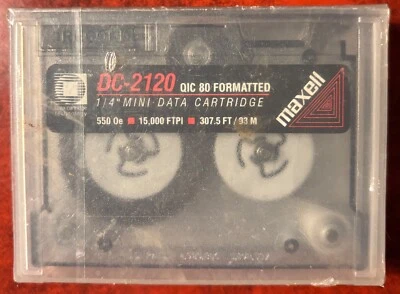 DC-2120 QIC 80 FORMATTED
1/4" MINI DATA CARTRIDGE
550 Oe ■ 15,000 FTPI ■ 307.5 FT / 93 M
maxell